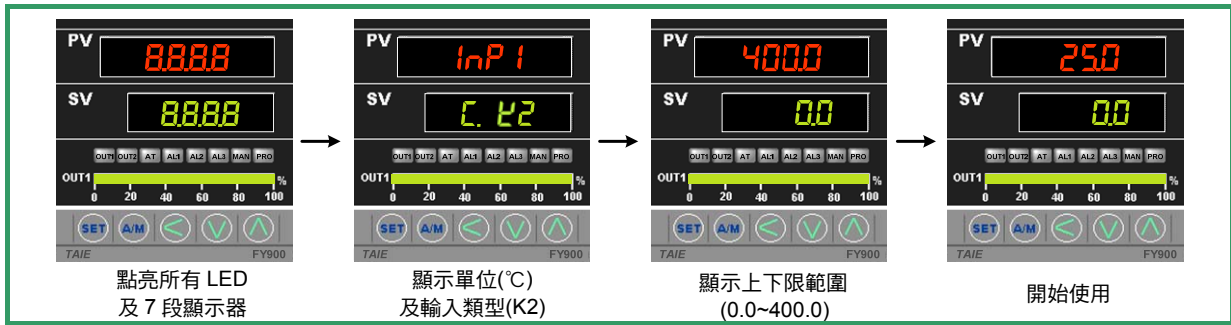 PV 8.8.8.8
SV 8.8.8.8
OUT1 OUT2 AT AL1 AL2 AL3 MAN PRO
OUT1 %
0 20 40 60 80 100
SET A/M < V Λ
TAIE FY900
點亮所有 LED
及 7 段顯示器
PV InP1
SV C. K2
OUT1 OUT2 AT AL1 AL2 AL3 MAN PRO
OUT1 %
0 20 40 60 80 100
SET A/M < V Λ
TAIE FY900
顯示單位(℃)
及輸入類型(K2)
PV 400.0
SV 0.0
OUT1 OUT2 AT AL1 AL2 AL3 MAN PRO
OUT1 %
0 20 40 60 80 100
SET A/M < V Λ
TAIE FY900
顯示上下限範圍
(0.0~400.0)
PV 25.0
SV 0.0
OUT1 OUT2 AT AL1 AL2 AL3 MAN PRO
OUT1 %
0 20 40 60 80 100
SET A/M < V Λ
TAIE FY900
開始使用